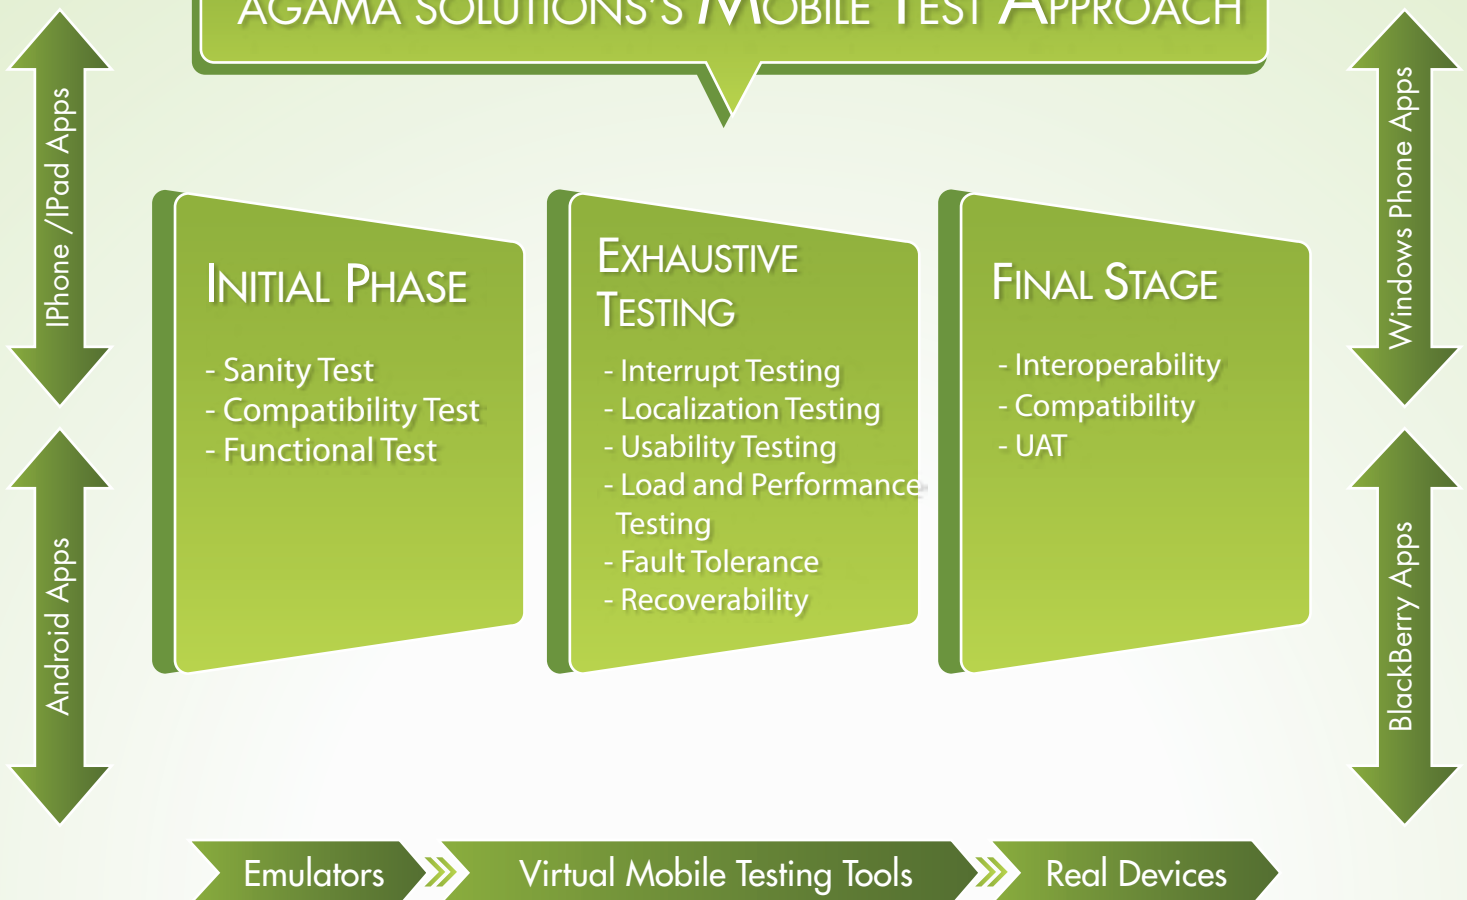 AGAMA SOLUTIONS'S MOBILE TEST APPROACH
IPhone /IPad Apps
Android Apps
INITIAL PHASE
- Sanity Test
- Compatibility Test
- Functional Test
EXHAUSTIVE
TESTING
- Interrupt Testing
- Localization Testing
- Usability Testing
- Load and Performance
Testing
- Fault Tolerance
- Recoverability
FINAL STAGE
- Interoperability
- Compatibility
- UAT
Windows Phone Apps
BlackBerry Apps
Emulators
Virtual Mobile Testing Tools
Real Devices